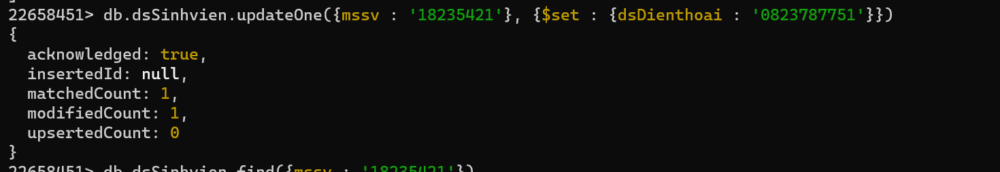 22658451> db.dsSinhvien.updateOne({mssv : '18235421'}, {$set : {dsDienthoai : '0823787751'}})
{
  acknowledged: true,
  insertedId: null,
  matchedCount: 1,
  modifiedCount: 1,
  upsertedCount: 0
}
22658451> db.dsSinhvien.find({mssv : '18235421'})